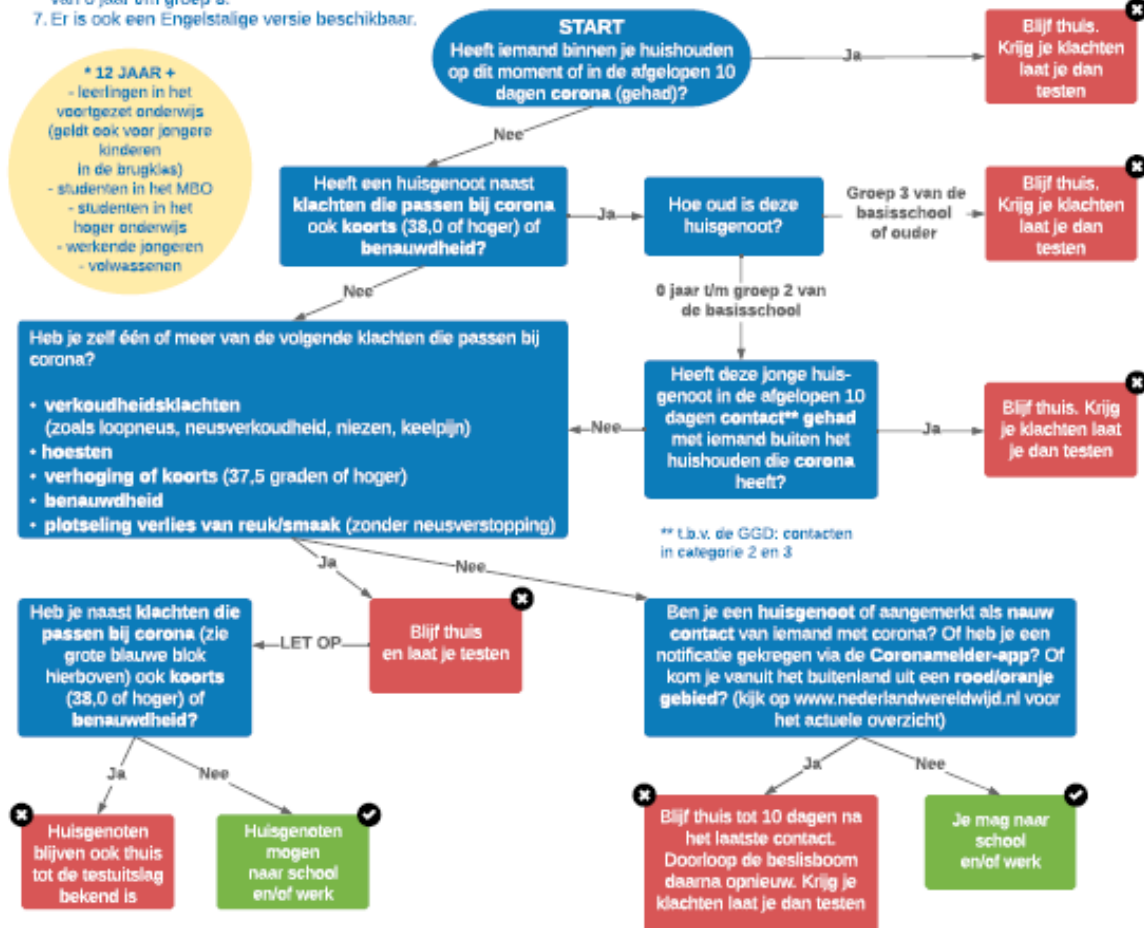 7. Er is ook een Engelstalige versie beschikbaar.
* 12 JAAR +
- leerlingen in het
voortgezet onderwijs
(geldt ook voor jongere
kinderen
in de brugklas)
- studenten in het MBO
- studenten in het
hoger onderwijs
- werkende jongeren
- volwassenen
START
Heeft iemand binnen je huishouden
op dit moment of in de afgelopen 10
dagen corona (gehad)?
Ja
Blijf thuis.
Krijg je klachten
laat je dan
testen
Nee
Heeft een huisgenoot naast
klachten die passen bij corona
ook koorts (38,0 of hoger) of
benauwdheid?
Ja
Hoe oud is deze
huisgenoot?
Groep 3 van de
basisschool
of ouder
Blijf thuis.
Krijg je klachten
laat je dan
testen
Nee
0 jaar t/m groep 2 van
de basisschool
Heb je zelf één of meer van de volgende klachten die passen bij
corona?
• verkoudheidsklachten
(zoals loopneus, neusverkoudheid, niezen, keelpijn)
• hoesten
• verhoging of koorts (37,5 graden of hoger)
• benauwdheid
• plotseling verlies van reuk/smaak (zonder neusverstopping)
Nee
Heeft deze jonge huis-
genoot in de afgelopen 10
dagen contact** gehad
met iemand buiten het
huishouden die corona
heeft?
Ja
Blijf thuis. Krijg
je klachten laat
je dan testen
** t.b.v. de GGD: contacten
in categorie 2 en 3
Ja
Nee
Heb je naast klachten die
passen bij corona (zie
grote blauwe blok
hierboven) ook koorts
(38,0 of hoger) of
benauwdheid?
LET OP
Blijf thuis
en laat je testen
Ben je een huisgenoot of aangemerkt als nauw
contact van iemand met corona? Of heb je een
notificatie gekregen via de Coronamelder-app? Of
kom je vanuit het buitenland uit een rood/oranje
gebied? (kijk op www.nederlandwereldwijd.nl voor
het actuele overzicht)
Ja
Nee
Ja
Nee
Huisgenoten
blijven ook thuis
tot de testuitslag
bekend is
Huisgenoten
mogen
naar school
en/of werk
Blijf thuis tot 10 dagen na
het laatste contact.
Doorloop de beslisboom
daarna opnieuw. Krijg je
klachten laat je dan testen
Je mag naar
school
en/of werk